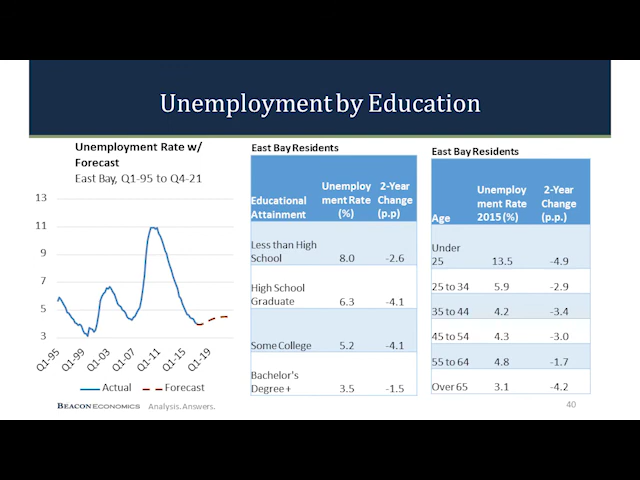 Unemployment by Education
Unemployment Rate w/
Forecast
East Bay, Q1-95 to Q4-21
13
11
9
7
5
3
Q1-95
Q1-99
Q1-03
Q1-07
Q1-11
Q1-15
Q1-19
Actual
Forecast
East Bay Residents
Educational
Attainment
Unemploy
ment Rate
(%)
2-Year
Change
(p.p)
Less than High
School 8.0 -2.6
High School
Graduate 6.3 -4.1
Some College 5.2 -4.1
Bachelor's
Degree + 3.5 -1.5
East Bay Residents
Age
Unemploy
ment Rate
2015 (%)
2-Year
Change
(p.p.)
Under
25 13.5 -4.9
25 to 34 5.9 -2.9
35 to 44 4.2 -3.4
45 to 54 4.3 -3.0
55 to 64 4.8 -1.7
Over 65 3.1 -4.2
BEACON ECONOMICS Analysis. Answers.
40